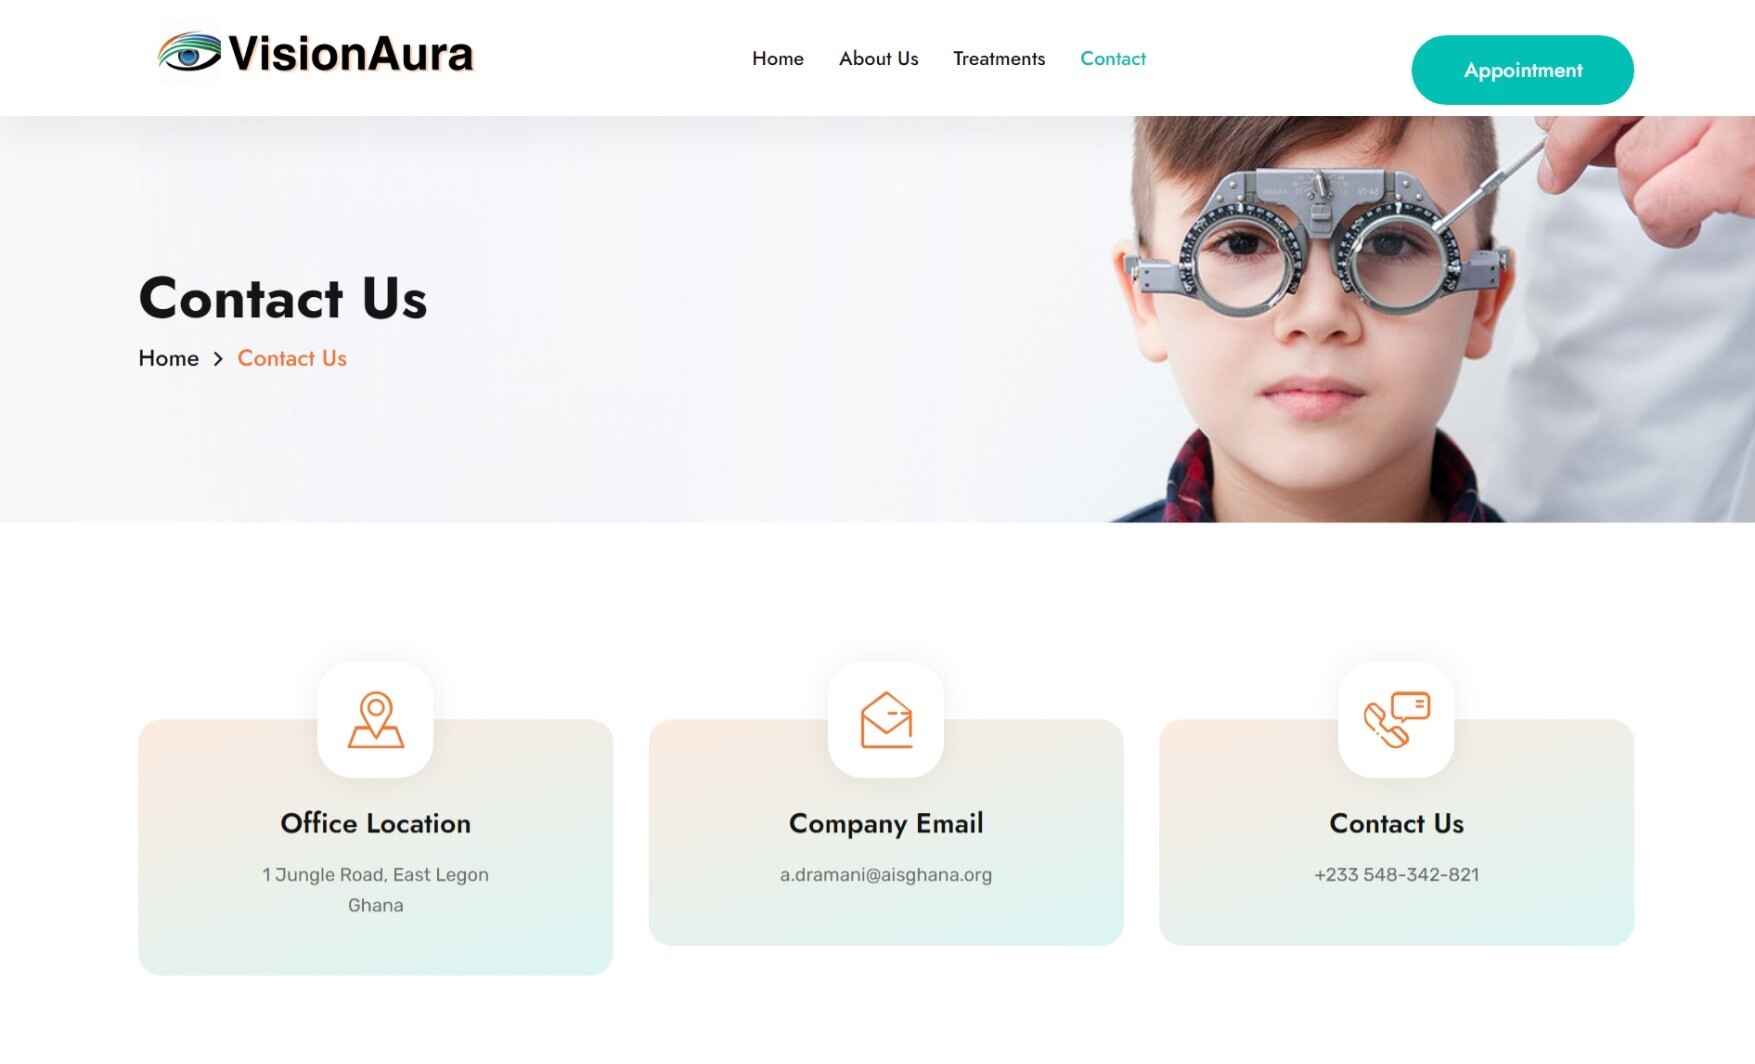 VisionAura
Home About Us Treatments Contact
Appointment
Contact Us
Home > Contact Us
Office Location
1 Jungle Road, East Legon
Ghana
Company Email
a.dramani@aisghana.org
Contact Us
+233 548-342-821